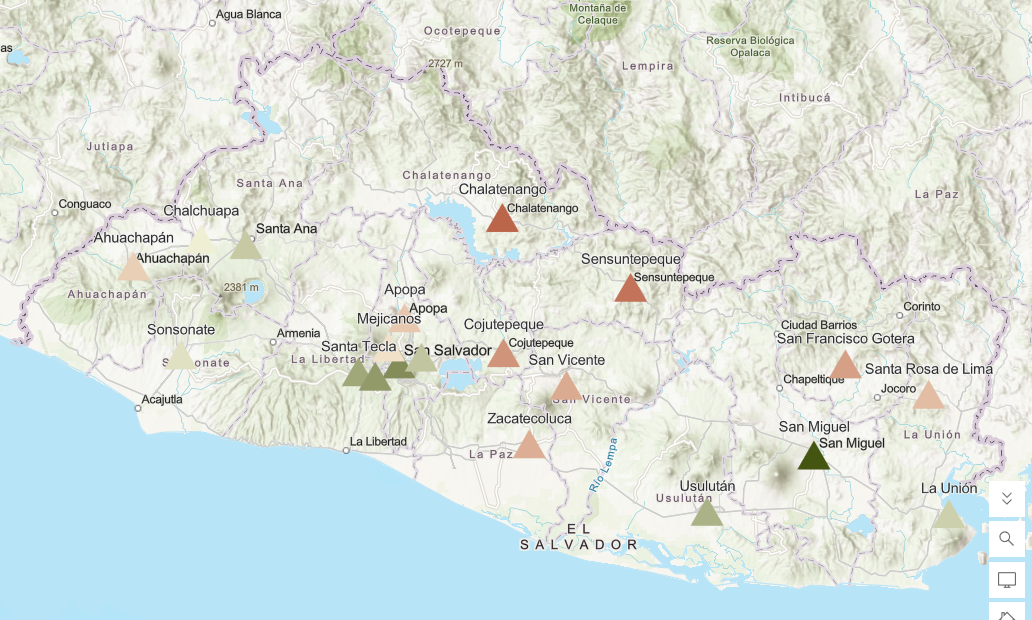 Agua Blanca
Montaña de
Celaque
Ocotepeque
Reserva Biológica
Opalaca
as
2727 m
Lempira
Intibucá
Jutiapa
Santa Ana
Chalatenango
Chalatenango
Chalatenango
La Paz
Conguaco
Chalchuapa
Santa Ana
Ahuachapán
Ahuachapán
Sensuntepeque
Sensuntepeque
Ahuachapán
2381 m
Apopa
Apopa
Corinto
Sonsonate
Armenia
Mejicanos
Cojutepeque
Cojutepeque
Ciudad Barrios
San Francisco Gotera
Santa Tecla
San Salvador
La Libertad
San Vicente
Santa Rosa de Lima
Chapeltique
Jocoro
San Vicente
Acajutla
Zacatecoluca
La Libertad
La Paz
San Miguel
San Miguel
La Unión
Río Lempa
Usulután
Usulután
La Unión
EL
SALVADOR